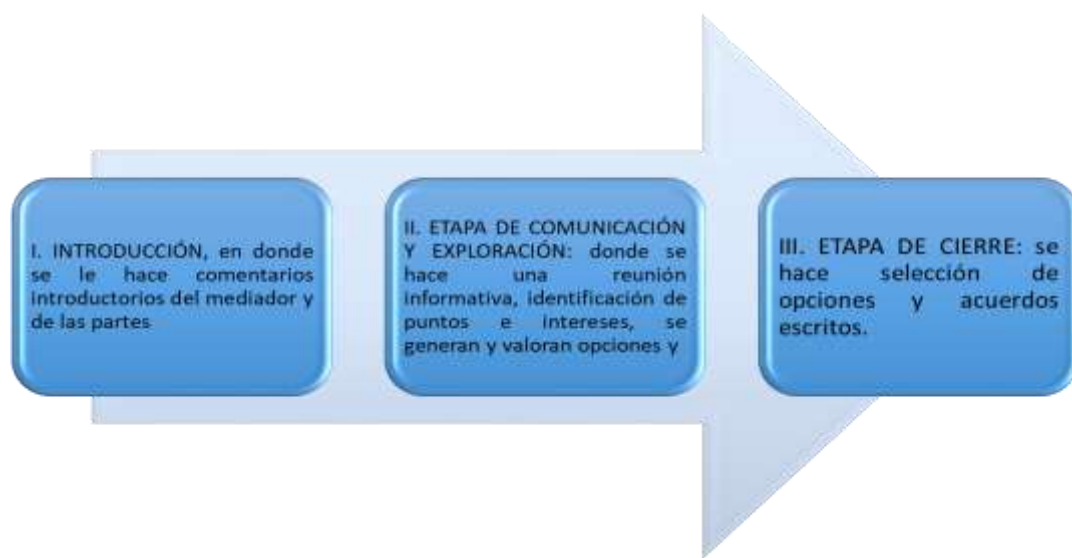 I. INTRODUCCIÓN, en donde
se le hace comentarios
introductorios del mediador y
de las partes
II. ETAPA DE COMUNICACIÓN
Y EXPLORACIÓN: donde se
hace una reunión
informativa, identificación de
puntos e intereses, se
generan y valoran opciones y
III. ETAPA DE CIERRE: se
hace selección de
opciones y acuerdos
escritos.